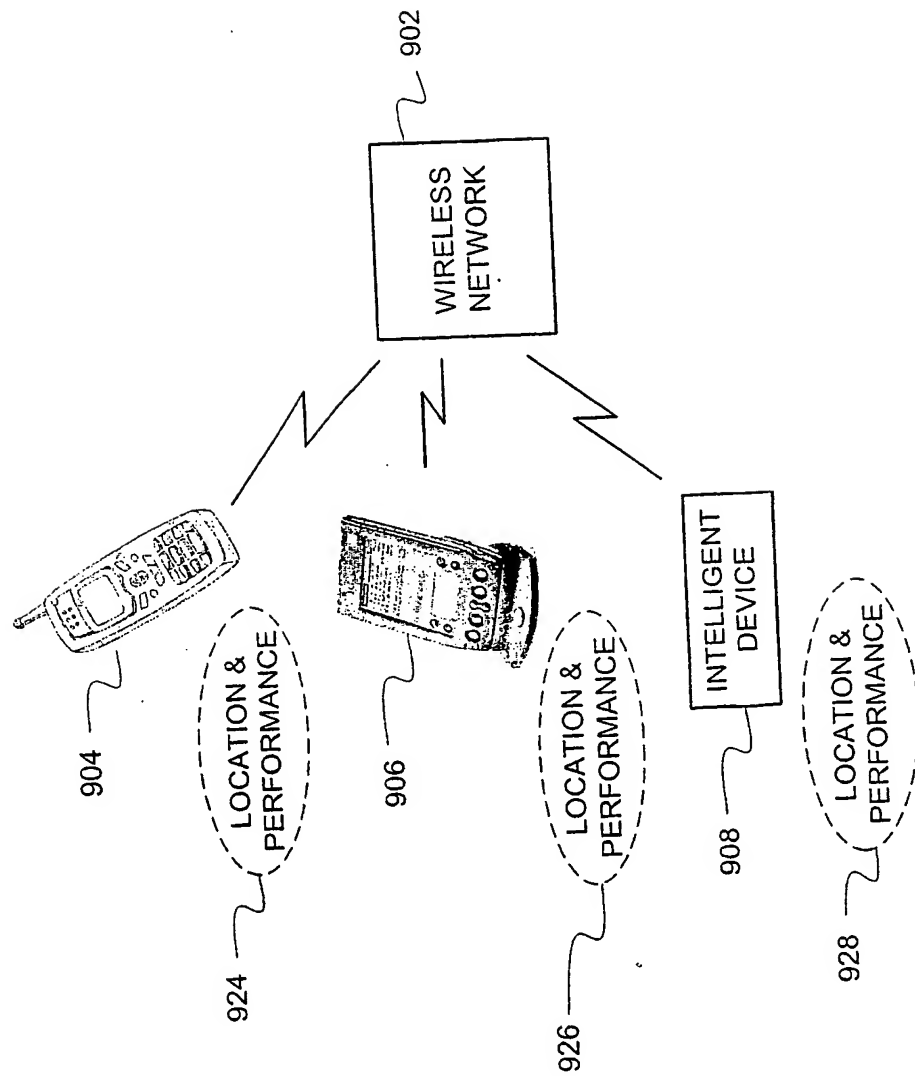 902
WIRELESS
NETWORK
904
924
LOCATION &
PERFORMANCE
906
926
LOCATION &
PERFORMANCE
INTELLIGENT
DEVICE
908
928
LOCATION &
PERFORMANCE